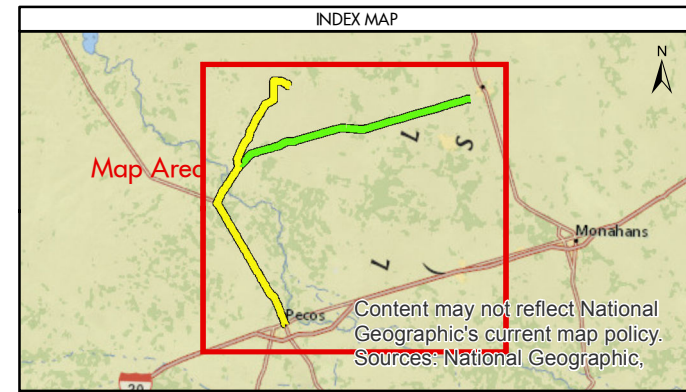 INDEX MAP
N
Map Area
L
S
Monahans
L
Pecos
Content may not reflect National
Geographic's current map policy.
Sources: National Geographic,
20